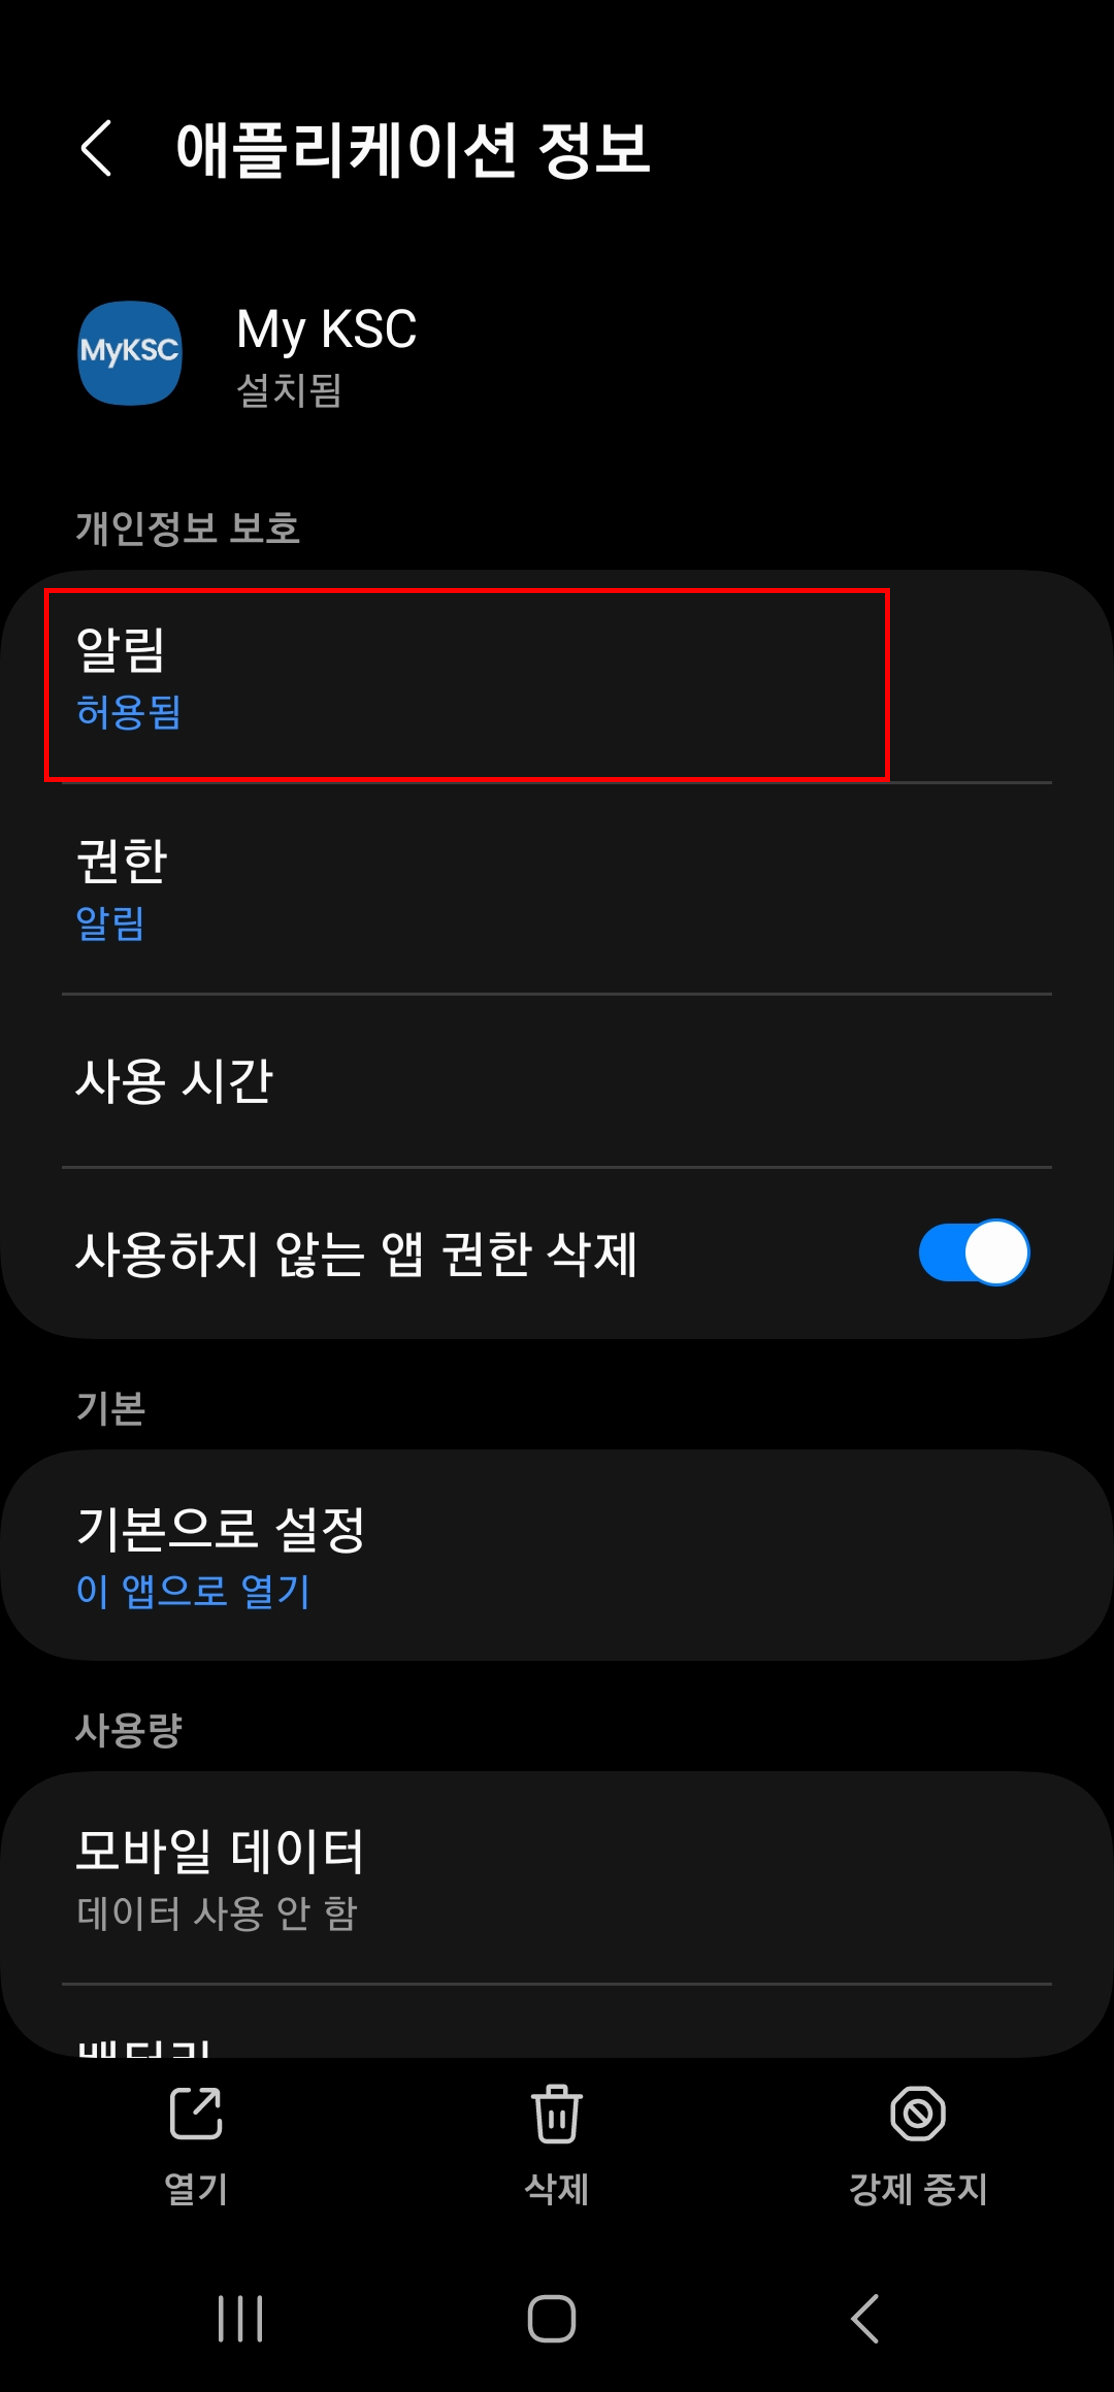 애플리케이션 정보
MyKSC
My KSC
설치됨
개인정보 보호
알림
허용됨
권한
알림
사용 시간
사용하지 않는 앱 권한 삭제
기본
기본으로 설정
이 앱으로 열기
사용량
모바일 데이터
데이터 사용 안 함
배터리
열기
삭제
강제 중지